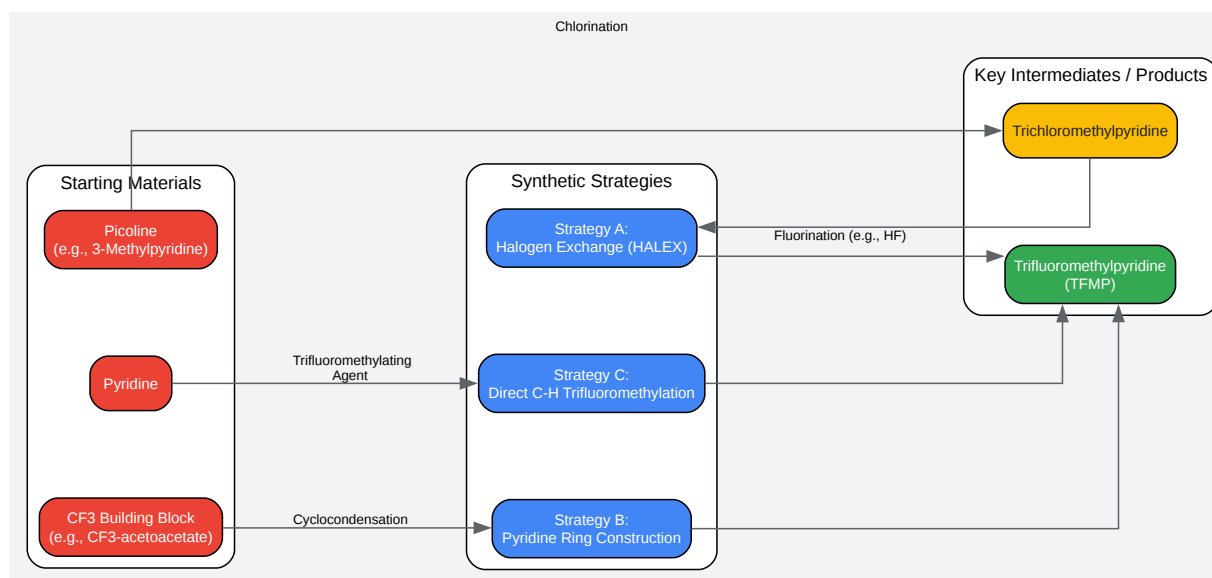 Chlorination
Key Intermediates / Products
Trichloromethylpyridine
Starting Materials
Synthetic Strategies
Picoline
(e.g., 3-Methylpyridine)
Strategy A:
Halogen Exchange (HALEX)
Fluorination (e.g., HF)
Trifluoromethylpyridine
(TFMP)
Pyridine
Trifluoromethylating
Agent
Strategy C:
Direct C-H Trifluoromethylation
CF3 Building Block
(e.g., CF3-acetoacetate)
Cyclocondensation
Strategy B:
Pyridine Ring Construction